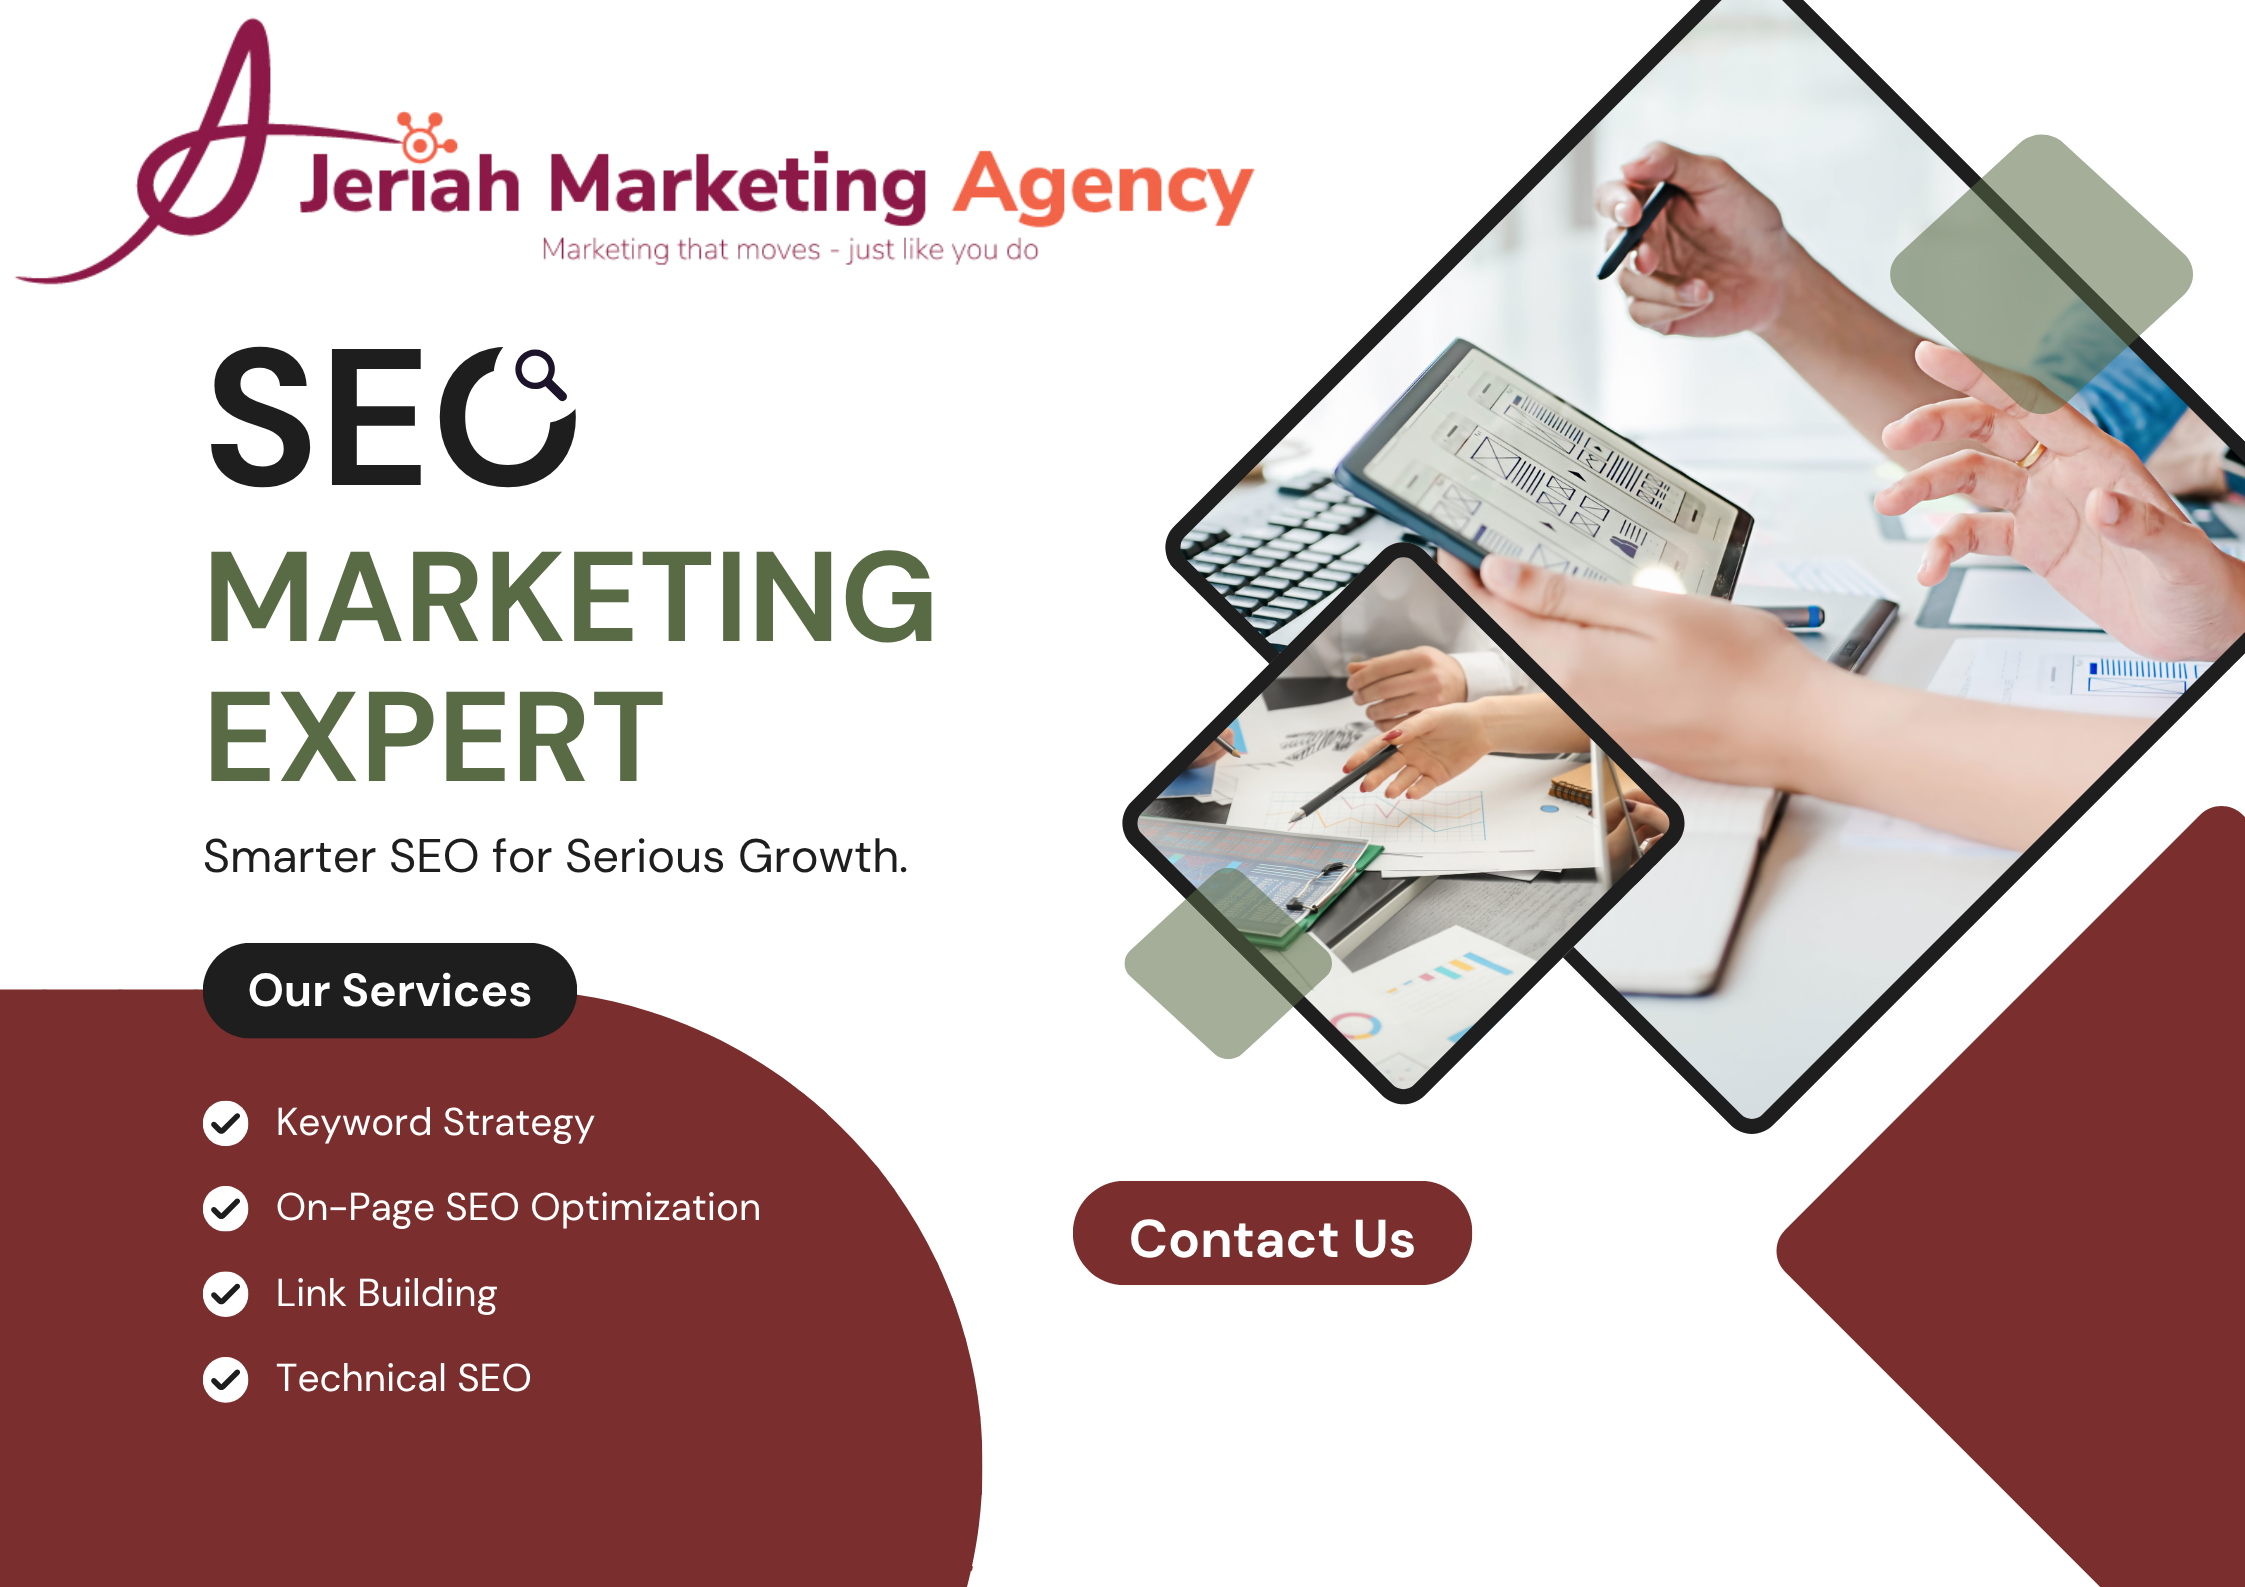 Jeriah Marketing Agency
Marketing that moves - just like you do
SEO
MARKETING
EXPERT
Smarter SEO for Serious Growth.
Our Services
Keyword Strategy
On-Page SEO Optimization
Link Building
Technical SEO
Contact Us